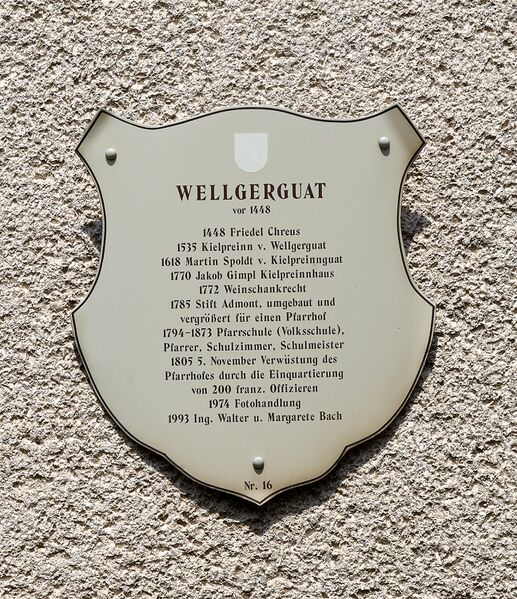 WELLGERGUAT
vor 1448
1448 Friedel Chreus
1535 Kielpreinn v. Wellgerguat
1618 Martin Spoldt v. Kielpreinnguat
1770 Jakob Gimpl Kielpreinnhaus
1772 Weinschankrecht
1785 Stift Admont, umgebaut und
vergrößert für einen Pfarrhof
1794-1873 Pfarrschule (Volksschule),
Pfarrer, Schulzimmer, Schulmeister
1805 5. November Verwüstung des
Pfarrhofes durch die Einquartierung
von 200 franz. Offizieren
1974 Fotohandlung
1993 Ing. Walter u. Margarete Bach
Nr. 16